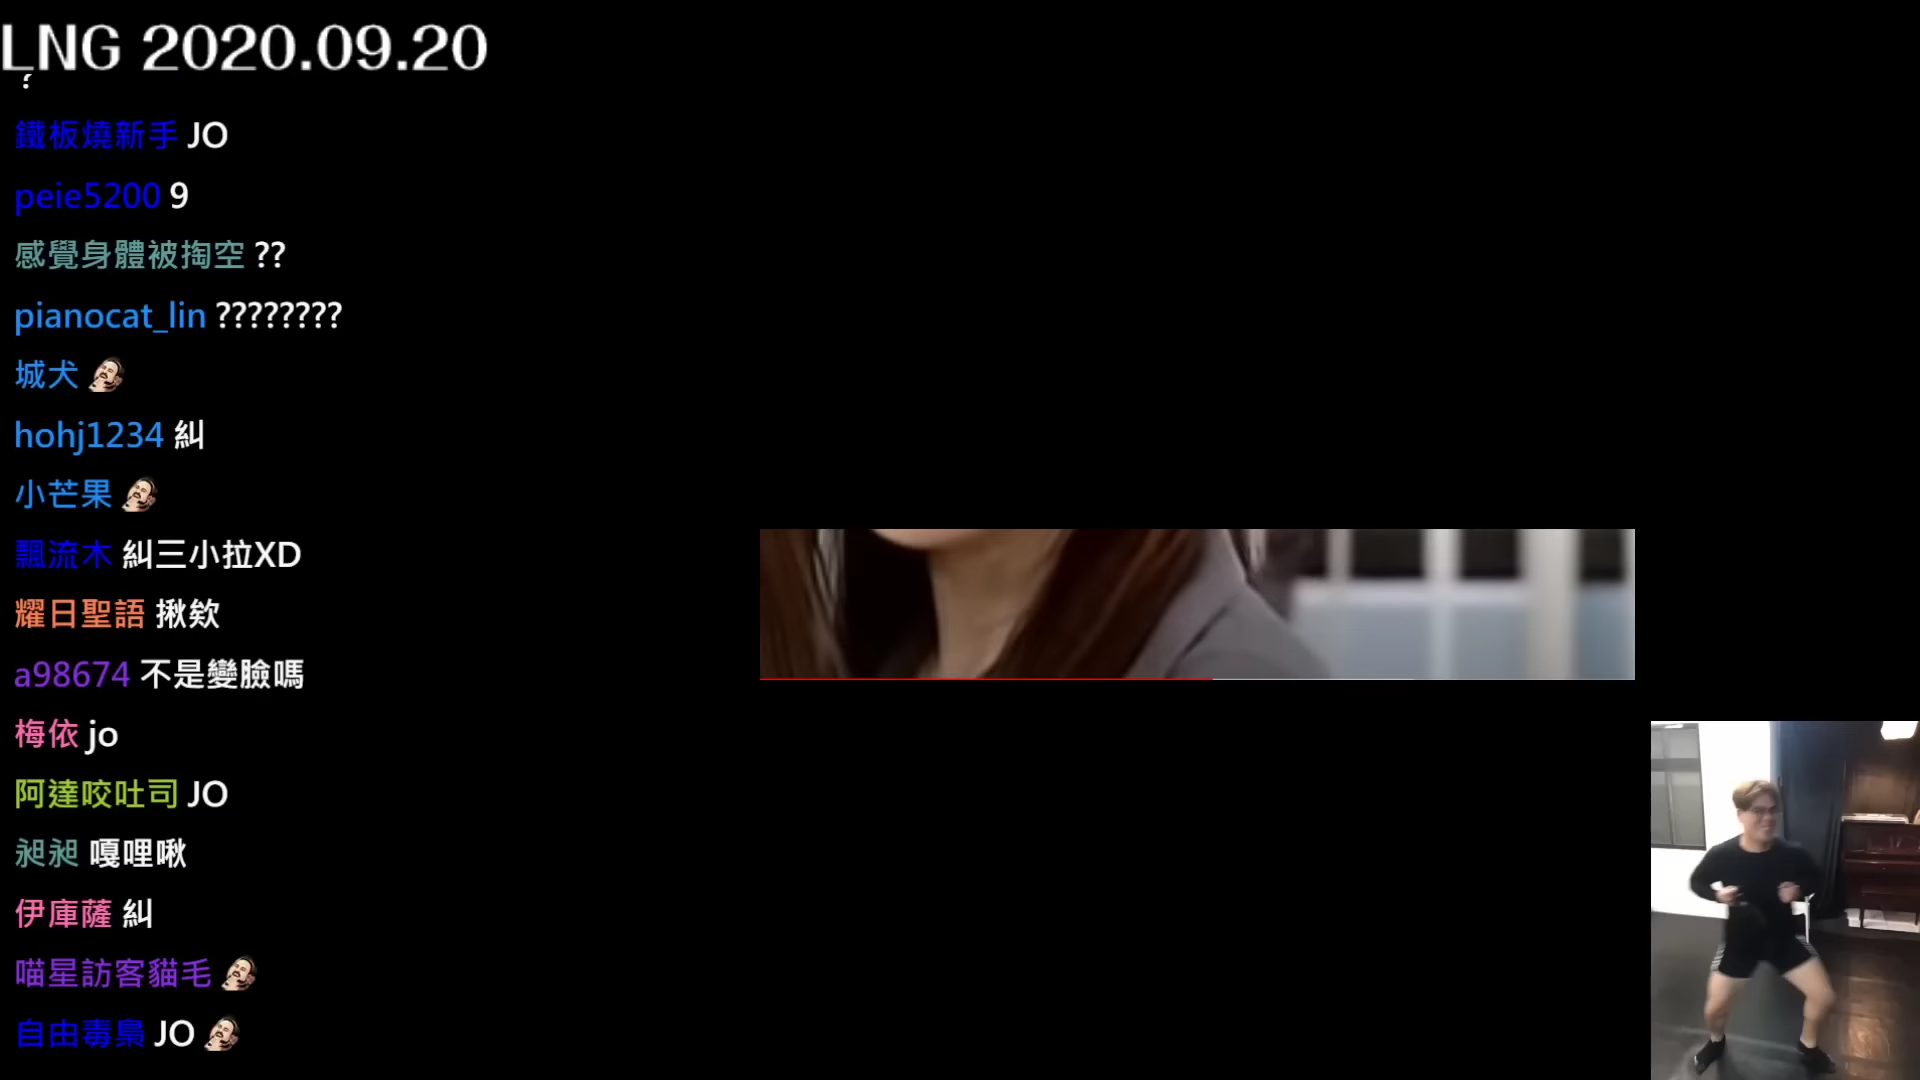 LNG 2020.09.20
?
鐵板燒新手 JO
peie5200 9
感覺身體被掏空 ??
pianocat_lin ????????
城犬
hohj1234 糾
小芒果
飄流木 糾三小拉XD
耀日聖語 揪欸
a98674 不是變臉嗎
梅依 jo
阿達咬吐司 JO
昶昶 嘎哩啾
伊庫薩 糾
喵星訪客貓毛
自由毒梟 JO